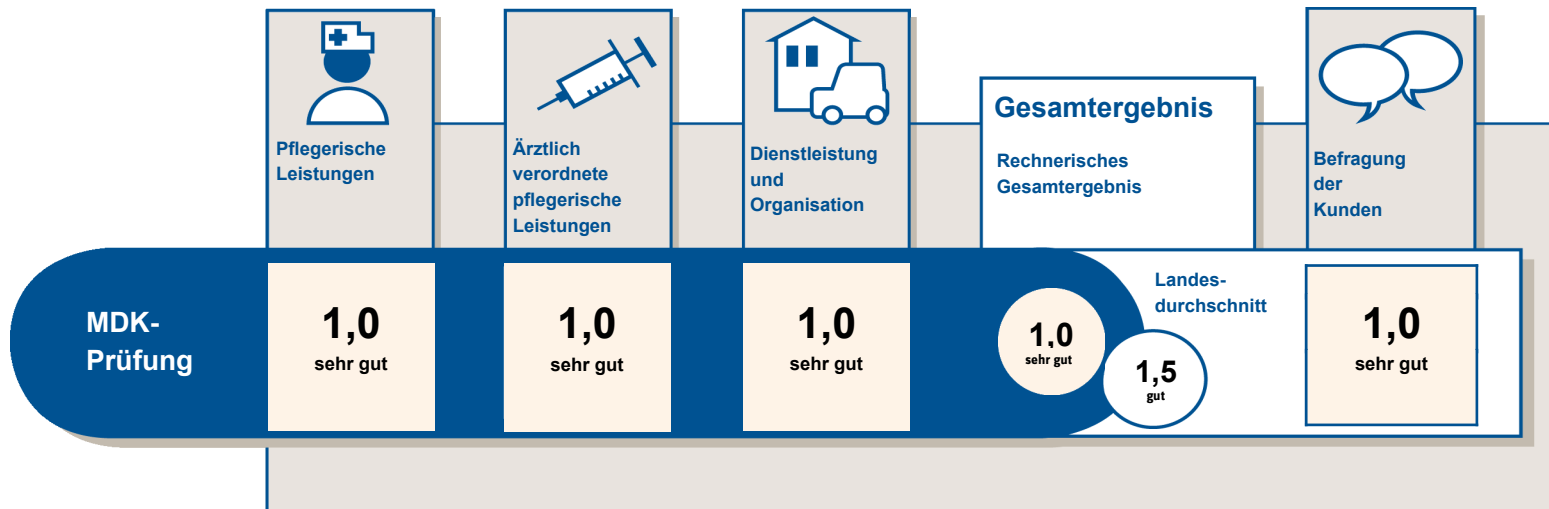 Pflegerische
Leistungen
Ärztlich
verordnete
pflegerische
Leistungen
Dienstleistung
und
Organisation
Gesamtergebnis
Rechnerisches
Gesamtergebnis
Befragung
der
Kunden
MDK-
Prüfung
1,0
sehr gut
1,0
sehr gut
1,0
sehr gut
1,0
sehr gut
Landes-
durchschnitt
1,5
gut
1,0
sehr gut